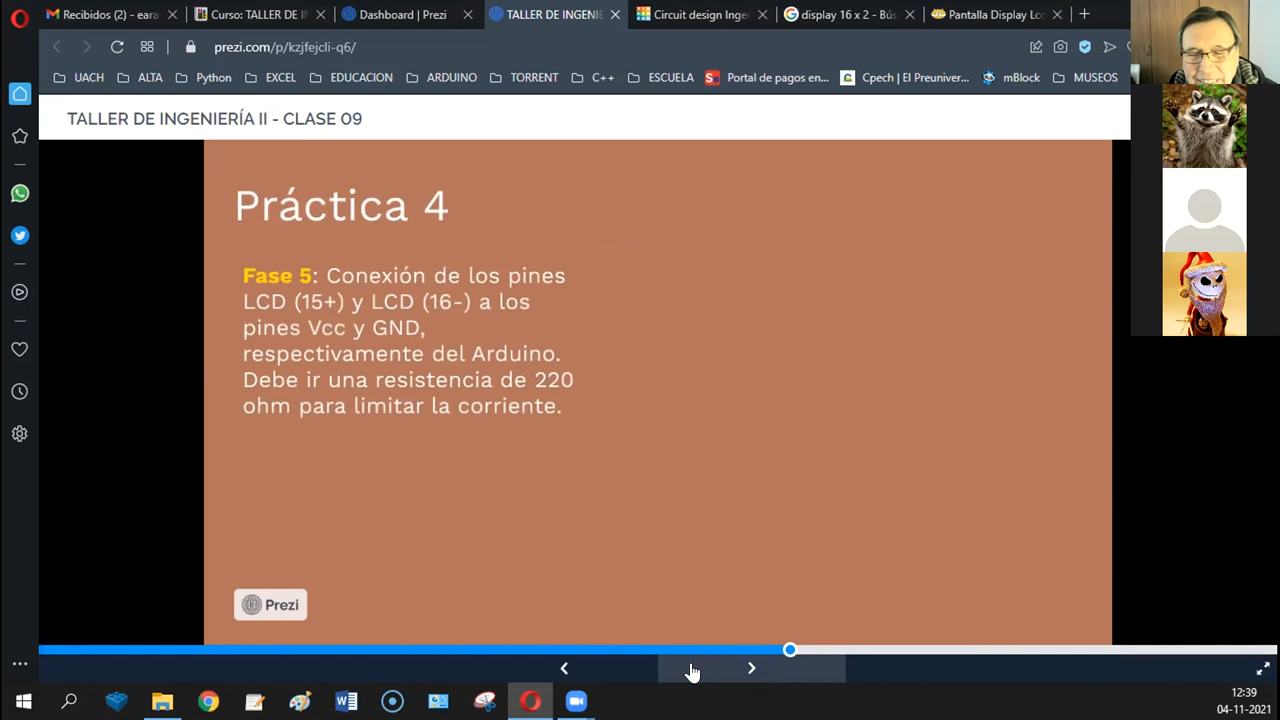 Recibidos (2) - eara
Curso: TALLER DE IN
Dashboard | Prezi
TALLER DE INGENIE
Circuit design Inge
display 16 x 2 - Bús
Pantalla Display Lc
prezi.com/p/kzjfejcli-q6/
UACH
ALTA
Python
EXCEL
EDUCACION
ARDUINO
TORRENT
C++
ESCUELA
Portal de pagos en...
Cpech | El Preuniver...
mBlock
MUSEOS
TALLER DE INGENIERÍA II - CLASE 09
Práctica 4
Fase 5: Conexión de los pines
LCD (15+) y LCD (16-) a los
pines Vcc y GND,
respectivamente del Arduino.
Debe ir una resistencia de 220
ohm para limitar la corriente.
Prezi
12:39
04-11-2021